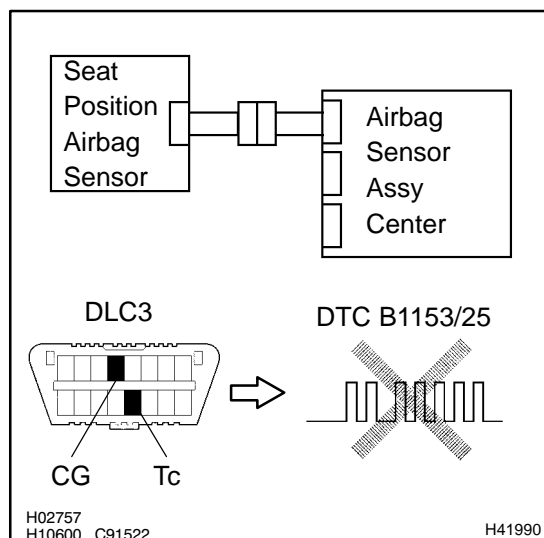 Seat
Position
Airbag
Sensor
Airbag
Sensor
Assy
Center
DLC3
DTC B1153/25
CG
Tc
H02757
H10600 C91522
H41990